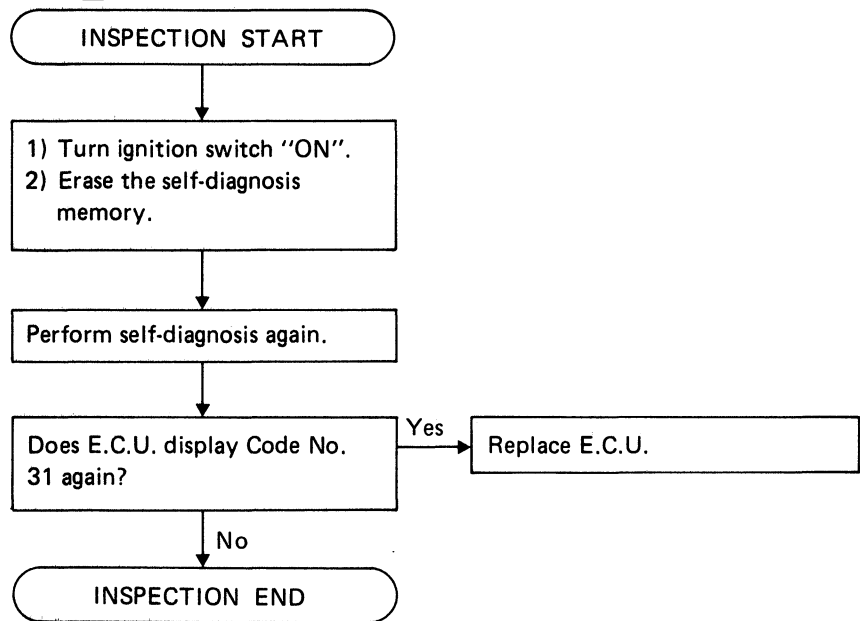 INSPECTION START
1) Turn ignition switch "ON".
2) Erase the self-diagnosis
memory.
Perform self-diagnosis again.
Does E.C.U. display Code No.
31 again?
Yes
Replace E.C.U.
No
INSPECTION END